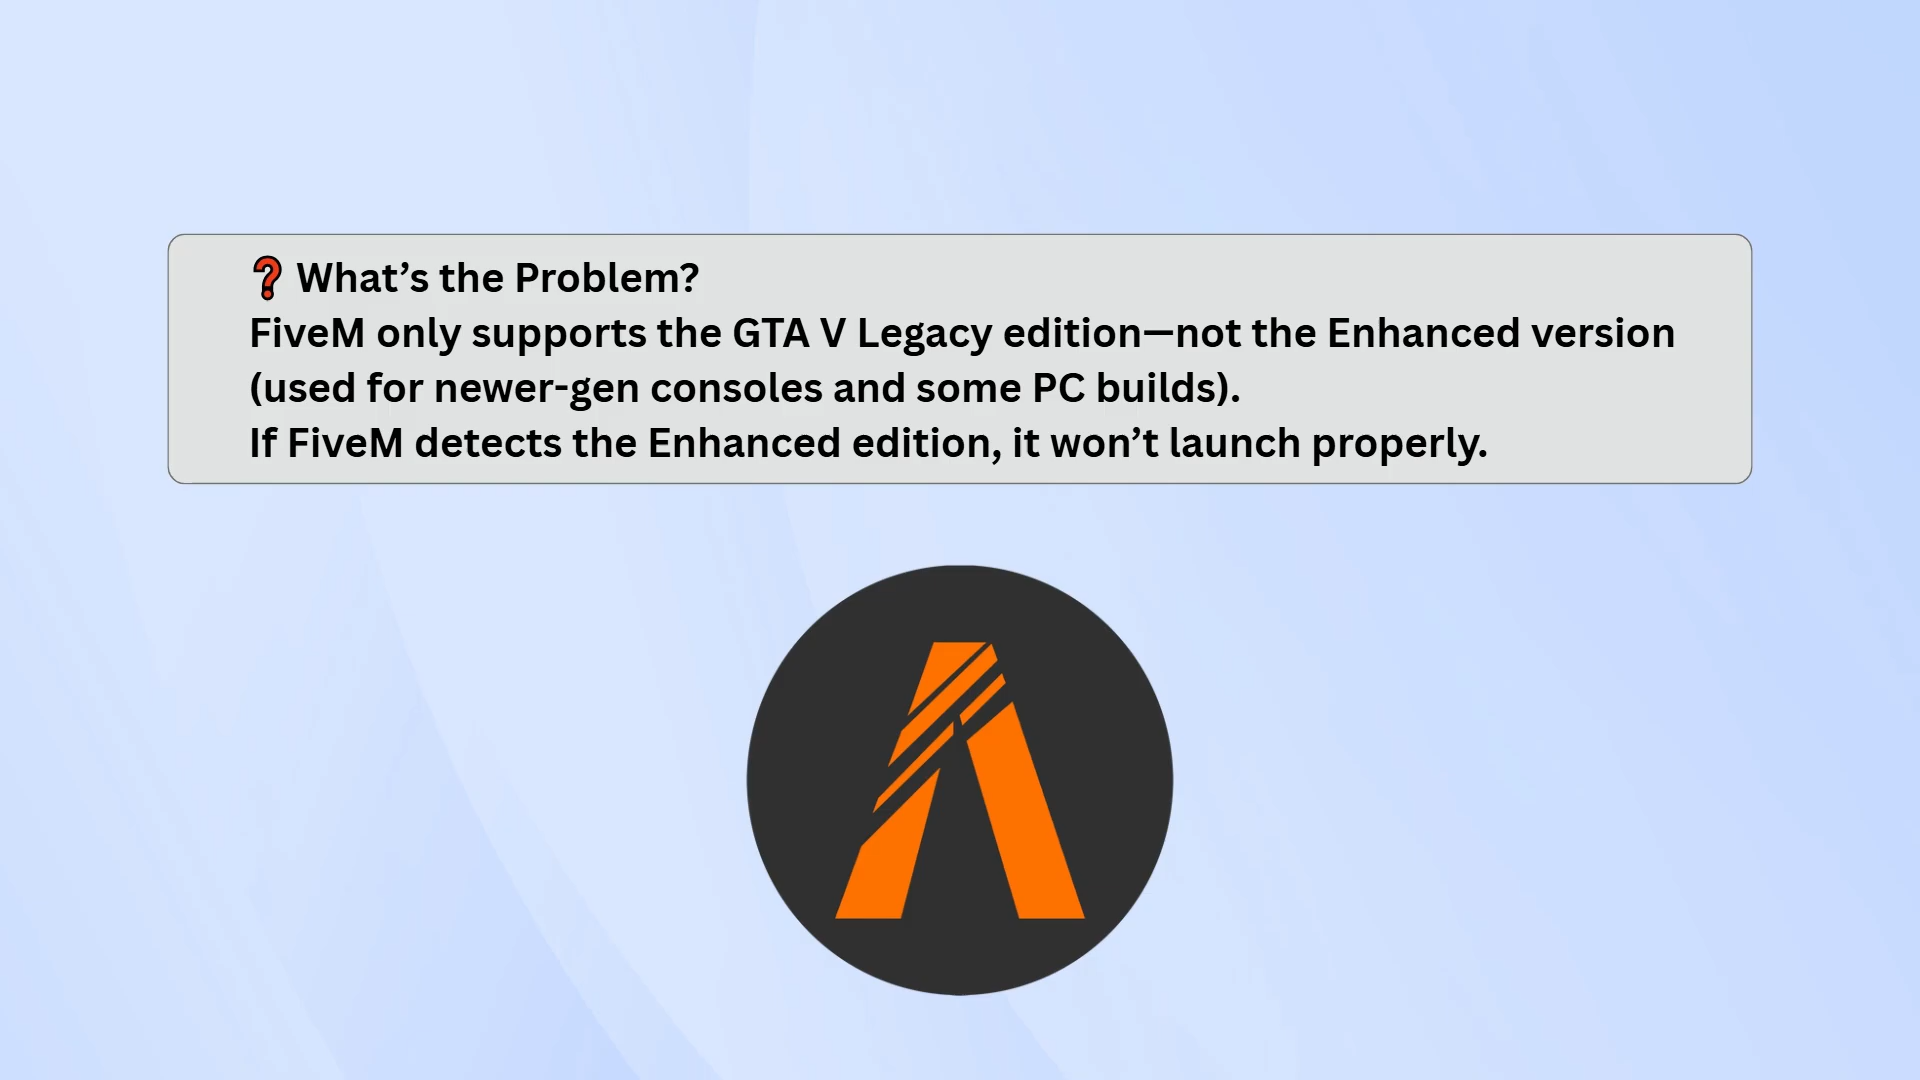 ❓ What’s the Problem?
FiveM only supports the GTA V Legacy edition—not the Enhanced version
(used for newer-gen consoles and some PC builds).
If FiveM detects the Enhanced edition, it won’t launch properly.